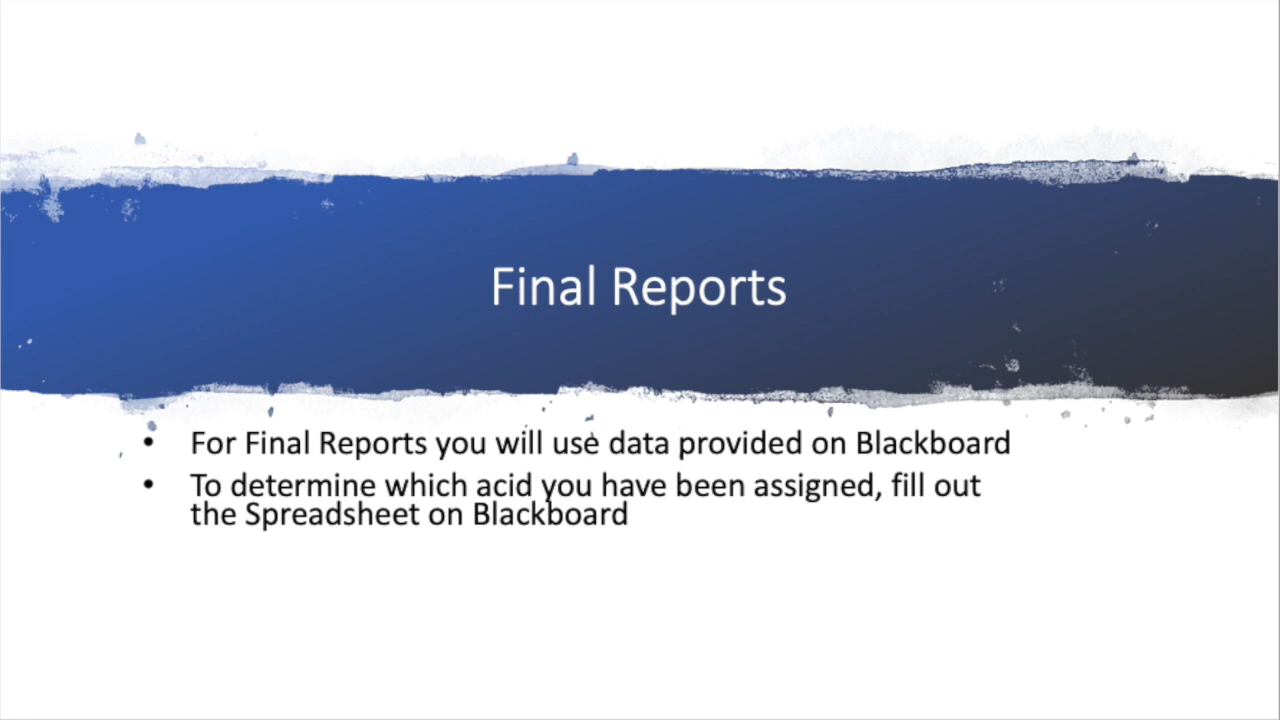 Final Reports
• For Final Reports you will use data provided on Blackboard
• To determine which acid you have been assigned, fill out
the Spreadsheet on Blackboard